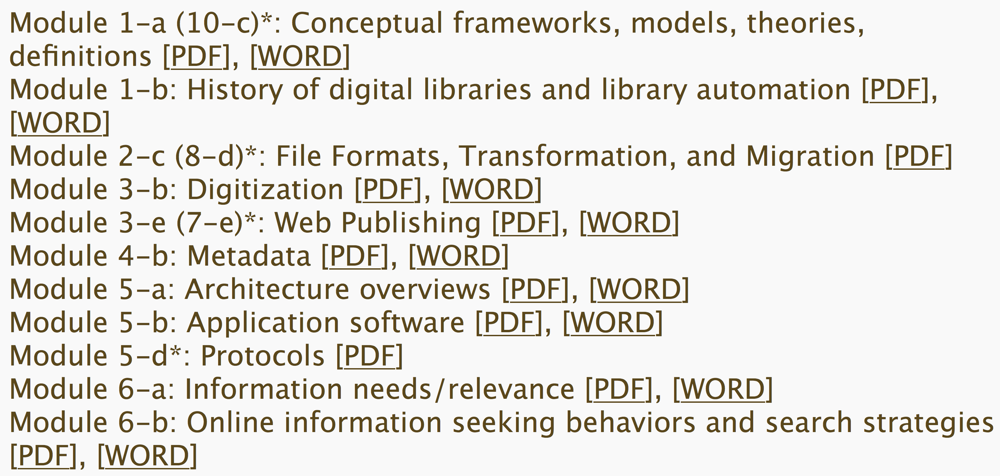 Module 1-a (10-c)*: Conceptual frameworks, models, theories,
definitions [PDF], [WORD]
Module 1-b: History of digital libraries and library automation [PDF],
[WORD]
Module 2-c (8-d)*: File Formats, Transformation, and Migration [PDF]
Module 3-b: Digitization [PDF], [WORD]
Module 3-e (7-e)*: Web Publishing [PDF], [WORD]
Module 4-b: Metadata [PDF], [WORD]
Module 5-a: Architecture overviews [PDF], [WORD]
Module 5-b: Application software [PDF], [WORD]
Module 5-d*: Protocols [PDF]
Module 6-a: Information needs/relevance [PDF], [WORD]
Module 6-b: Online information seeking behaviors and search strategies
[PDF], [WORD]